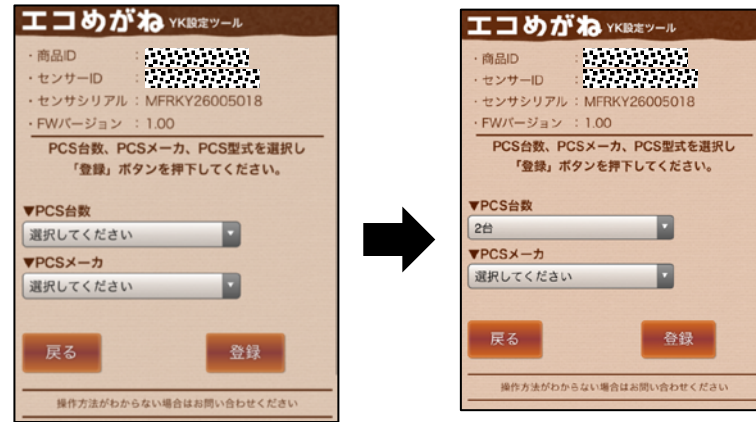 エコめがね YK設定ツール
・商品ID :
・センサーID :
・センサシリアル : MFRKY26005018
・FWバージョン : 1.00
PCS台数、PCSメーカ、PCS型式を選択し
「登録」ボタンを押下してください。
▼PCS台数
選択してください
▼PCSメーカ
選択してください
戻る 登録
操作方法がわからない場合はお問い合わせください
エコめがね YK設定ツール
・商品ID :
・センサーID :
・センサシリアル : MFRKY26005018
・FWバージョン : 1.00
PCS台数、PCSメーカ、PCS型式を選択し
「登録」ボタンを押下してください。
▼PCS台数
2台
▼PCSメーカ
選択してください
戻る 登録
操作方法がわからない場合はお問い合わせください